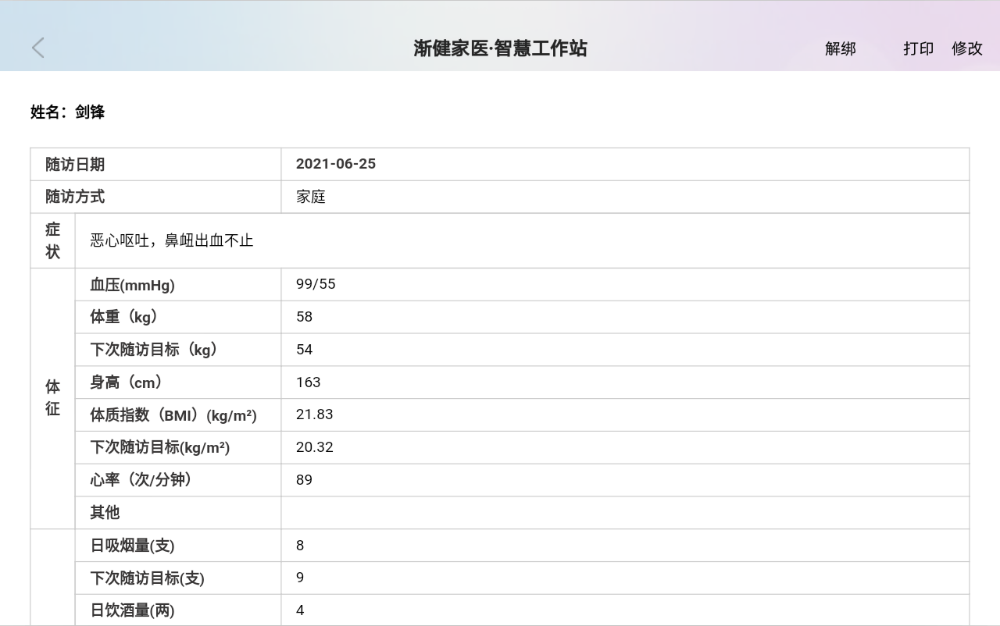 渐健家医·智慧工作站
解绑 打印 修改
姓名：剑锋
随访日期 2021-06-25
随访方式 家庭
症状 恶心呕吐，鼻衄出血不止
体征
血压(mmHg) 99/55
体重（kg） 58
下次随访目标（kg） 54
身高（cm） 163
体质指数（BMI）(kg/m²) 21.83
下次随访目标(kg/m²) 20.32
心率（次/分钟） 89
其他
日吸烟量(支) 8
下次随访目标(支) 9
日饮酒量(两) 4